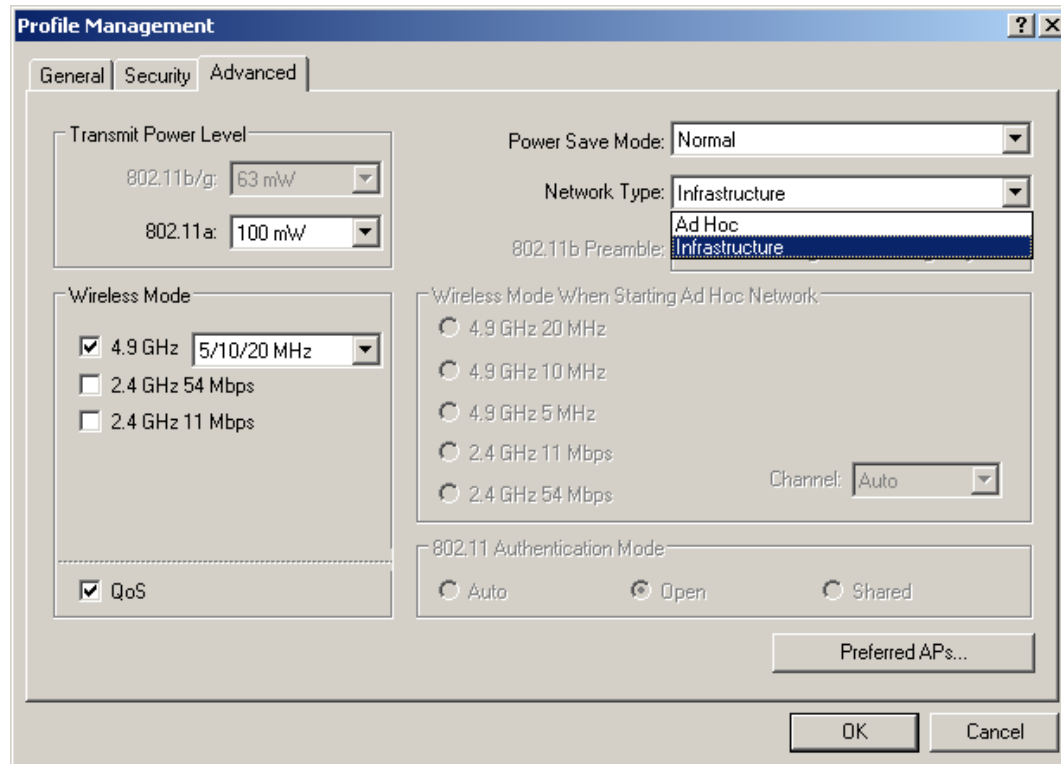 Profile Management
General
Security
Advanced
Transmit Power Level
802.11b/g: 63 mW
802.11a: 100 mW
Power Save Mode: Normal
Network Type: Infrastructure
Ad Hoc
Infrastructure
802.11b Preamble:
Wireless Mode
4.9 GHz 5/10/20 MHz
2.4 GHz 54 Mbps
2.4 GHz 11 Mbps
QoS
Wireless Mode When Starting Ad Hoc Network
4.9 GHz 20 MHz
4.9 GHz 10 MHz
4.9 GHz 5 MHz
2.4 GHz 11 Mbps
2.4 GHz 54 Mbps
Channel: Auto
802.11 Authentication Mode
Auto
Open
Shared
Preferred APs...
OK
Cancel